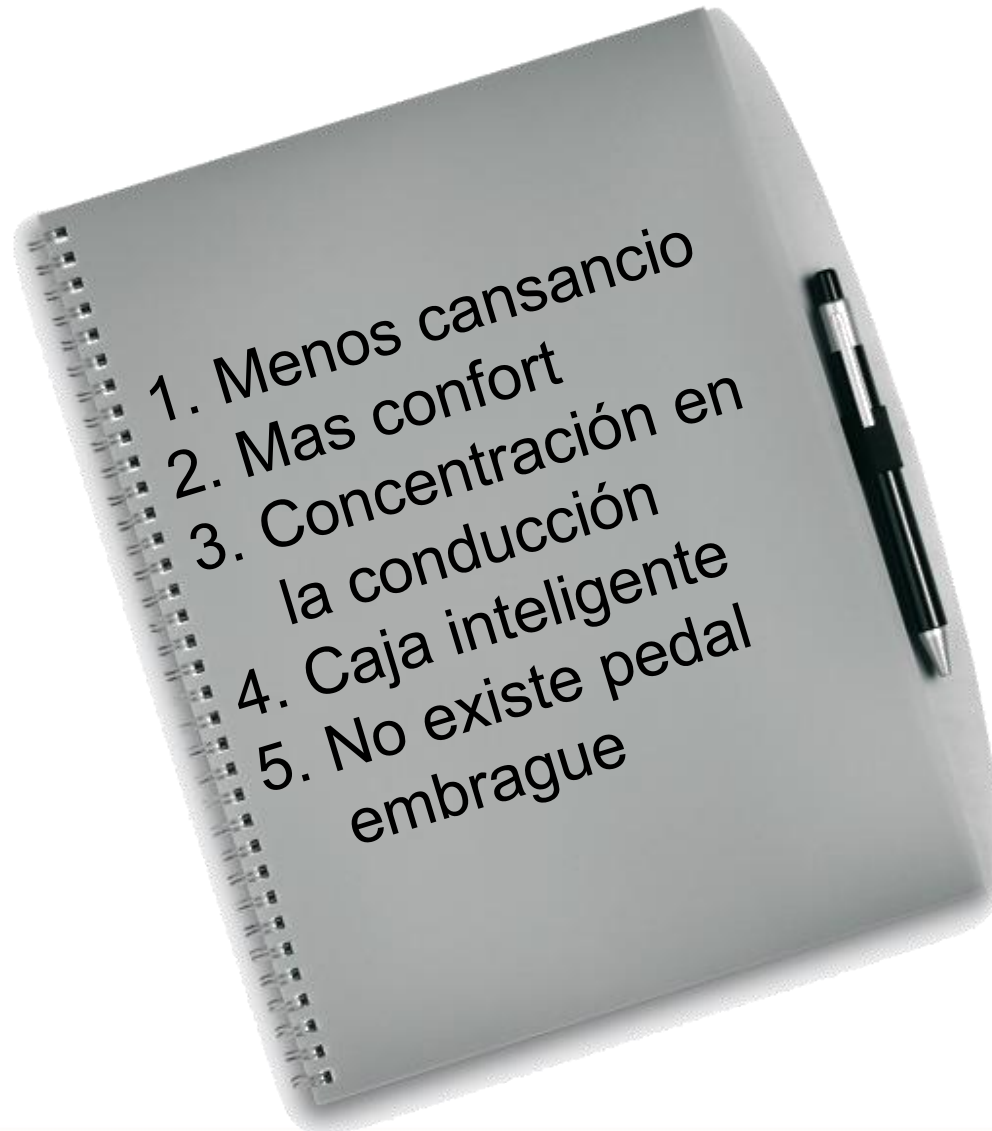 1. Menos cansancio
2. Mas confort
3. Concentración en
la conducción
4. Caja inteligente
5. No existe pedal
embrague